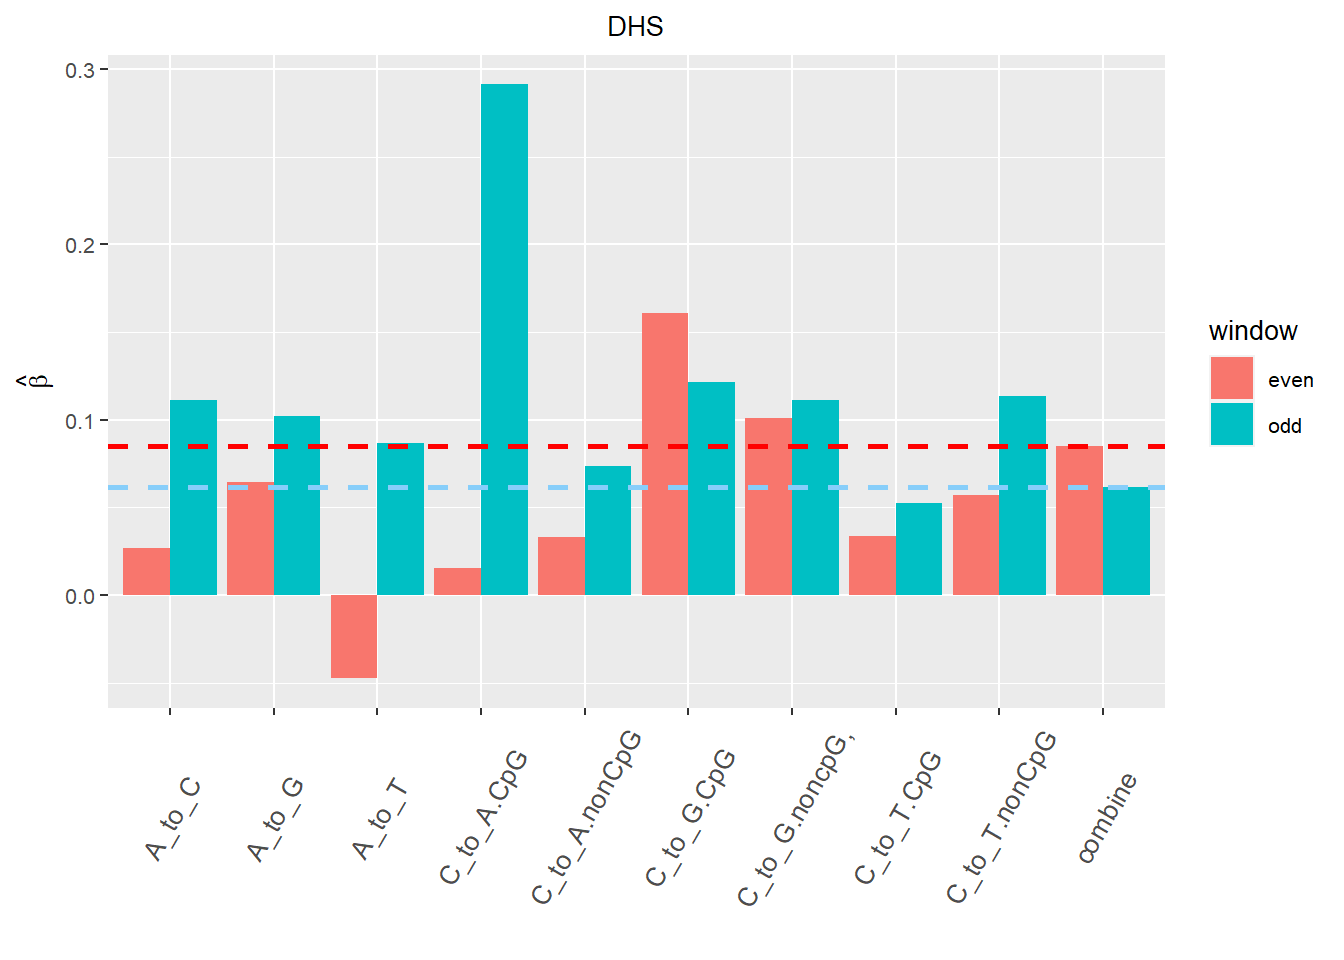 DHS
0.3
0.2
0.1
0.0
β̂
A_to_C
A_to_G
A_to_T
C_to_A.CpG
C_to_A.nonCpG
C_to_G.CpG
C_to_G.noncpG,
C_to_T.CpG
C_to_T.nonCpG
combine
window
even
odd